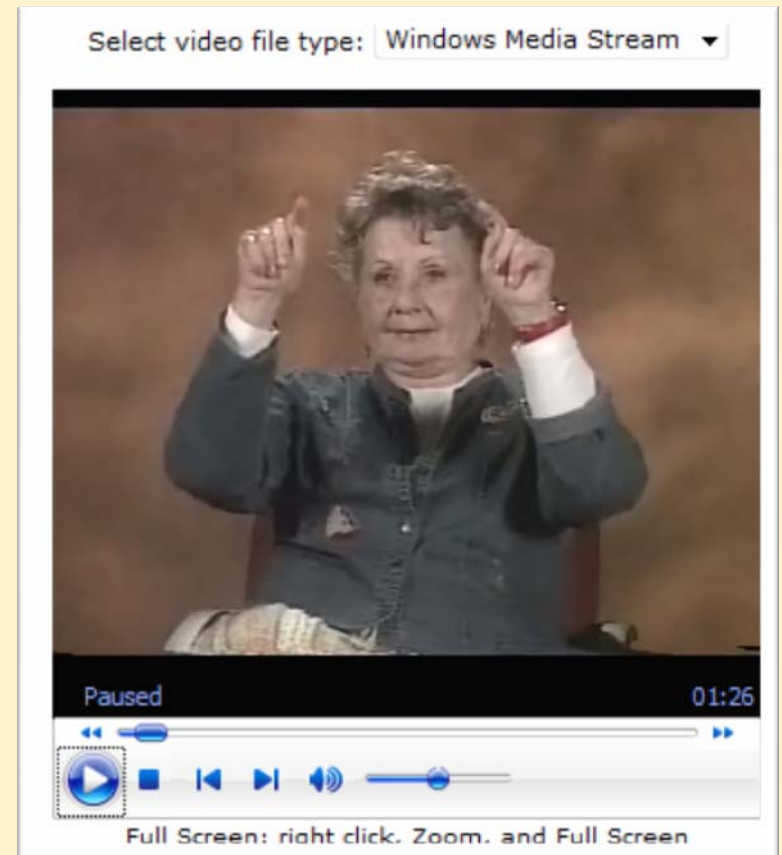 Select video file type: Windows Media Stream
Paused 01:26
Full Screen: right click, Zoom, and Full Screen